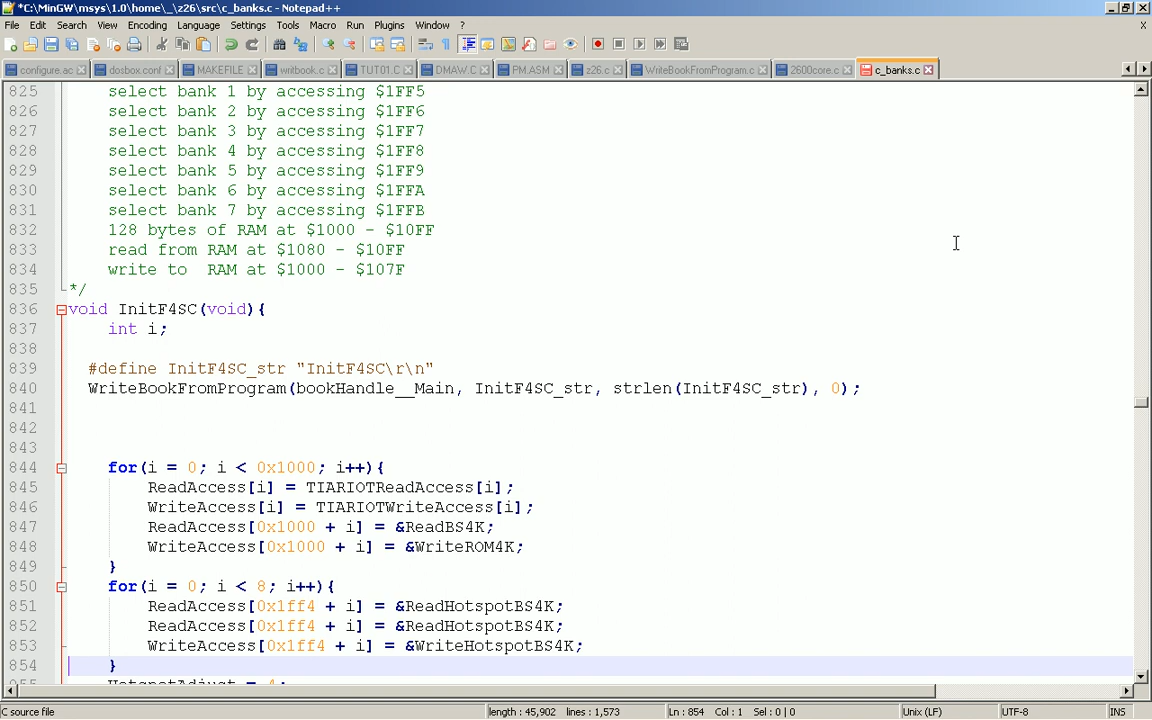 *C:\MinGW\msys\1.0\home\_\z26\src\c_banks.c - Notepad++
File Edit Search View Encoding Language Settings Tools Macro Run Plugins Window ? X
configure.ac dosbox.conf MAKEFILE writbook.c TUT01.C DMAW.C PM.ASM z26.c WriteBookFromProgram.c 2600core.c c_banks.c
825 select bank 1 by accessing $1FF5
826 select bank 2 by accessing $1FF6
827 select bank 3 by accessing $1FF7
828 select bank 4 by accessing $1FF8
829 select bank 5 by accessing $1FF9
830 select bank 6 by accessing $1FFA
831 select bank 7 by accessing $1FFB
832 128 bytes of RAM at $1000 - $10FF
833 read from RAM at $1080 - $10FF
834 write to  RAM at $1000 - $107F
835 */
836 void InitF4SC(void){
837 int i;
838
839 #define InitF4SC_str "InitF4SC\r\n"
840 WriteBookFromProgram(bookHandle__Main, InitF4SC_str, strlen(InitF4SC_str), 0);
841
842
843
844 for(i = 0; i < 0x1000; i++){
845 ReadAccess[i] = TIARIOTReadAccess[i];
846 WriteAccess[i] = TIARIOTWriteAccess[i];
847 ReadAccess[0x1000 + i] = &ReadBS4K;
848 WriteAccess[0x1000 + i] = &WriteROM4K;
849 }
850 for(i = 0; i < 8; i++){
851 ReadAccess[0x1ff4 + i] = &ReadHotspotBS4K;
852 ReadAccess[0x1ff4 + i] = &ReadHotspotBS4K;
853 WriteAccess[0x1ff4 + i] = &WriteHotspotBS4K;
854 }
855 HotspotAdjust = 4;
C source file length : 45,902 lines : 1,573 Ln : 854 Col : 1 Sel : 0 | 0 Unix (LF) UTF-8 INS